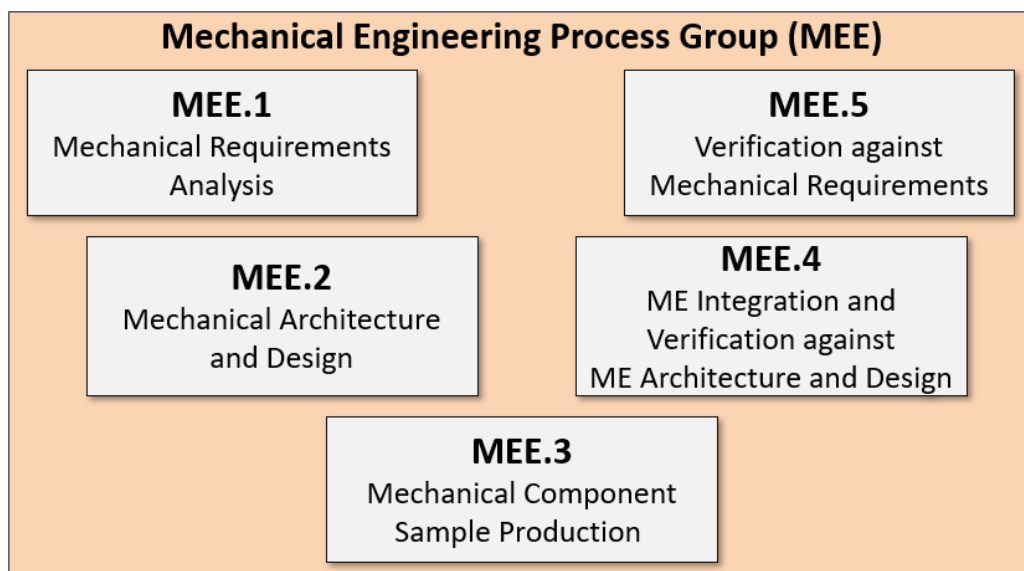 Mechanical Engineering Process Group (MEE)
MEE.1
Mechanical Requirements
Analysis
MEE.5
Verification against
Mechanical Requirements
MEE.2
Mechanical Architecture
and Design
MEE.4
ME Integration and
Verification against
ME Architecture and Design
MEE.3
Mechanical Component
Sample Production